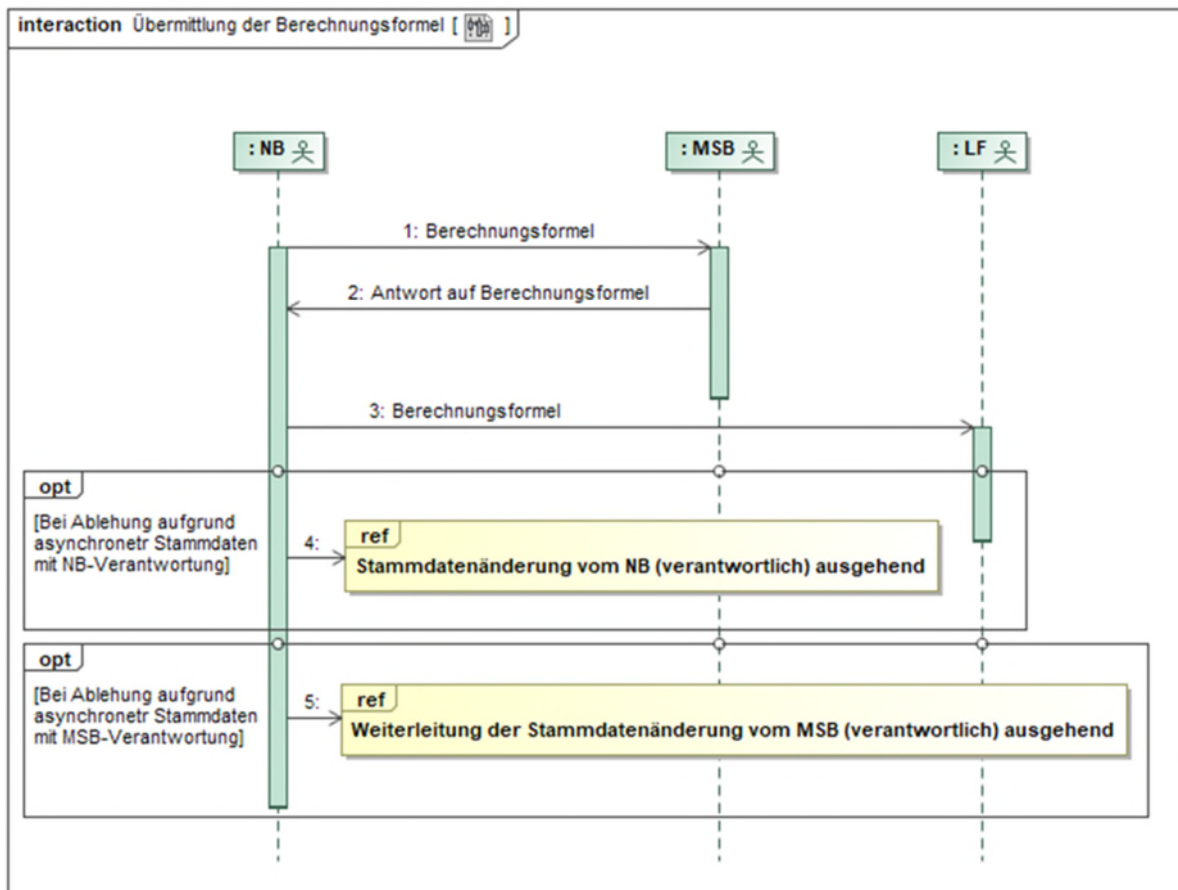 interaction Übermittlung der Berechnungsformel [ ]
: NB
: MSB
: LF
1: Berechnungsformel
2: Antwort auf Berechnungsformel
3: Berechnungsformel
opt
[Bei Ablehung aufgrund
asynchronetr Stammdaten
mit NB-Verantwortung]
4:
ref
Stammdatenänderung vom NB (verantwortlich) ausgehend
opt
[Bei Ablehung aufgrund
asynchronetr Stammdaten
mit MSB-Verantwortung]
5:
ref
Weiterleitung der Stammdatenänderung vom MSB (verantwortlich) ausgehend